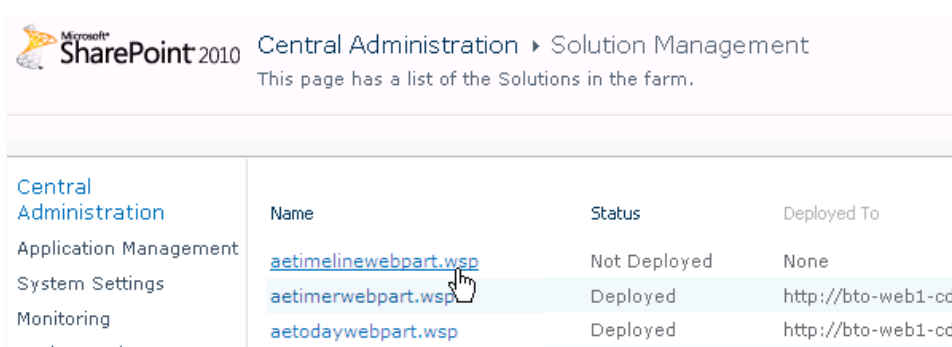 Microsoft
SharePoint 2010
Central Administration ▸ Solution Management
This page has a list of the Solutions in the farm.
Central
Administration
Application Management
System Settings
Monitoring
Name Status Deployed To
aetimelinewebpart.wsp Not Deployed None
aetimerwebpart.wsp Deployed http://bto-web1-cd
aetodaywebpart.wsp Deployed http://bto-web1-cd